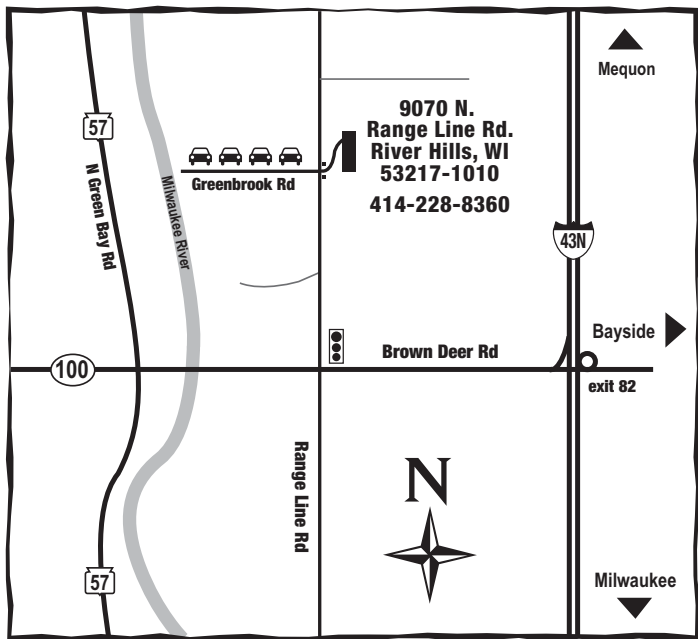 Mequon
57
9070 N.
Range Line Rd.
River Hills, WI
53217-1010
414-228-8360
Greenbrook Rd
N Green Bay Rd
Milwaukee River
43N
Bayside
Brown Deer Rd
100
exit 82
Range Line Rd
N
57
Milwaukee